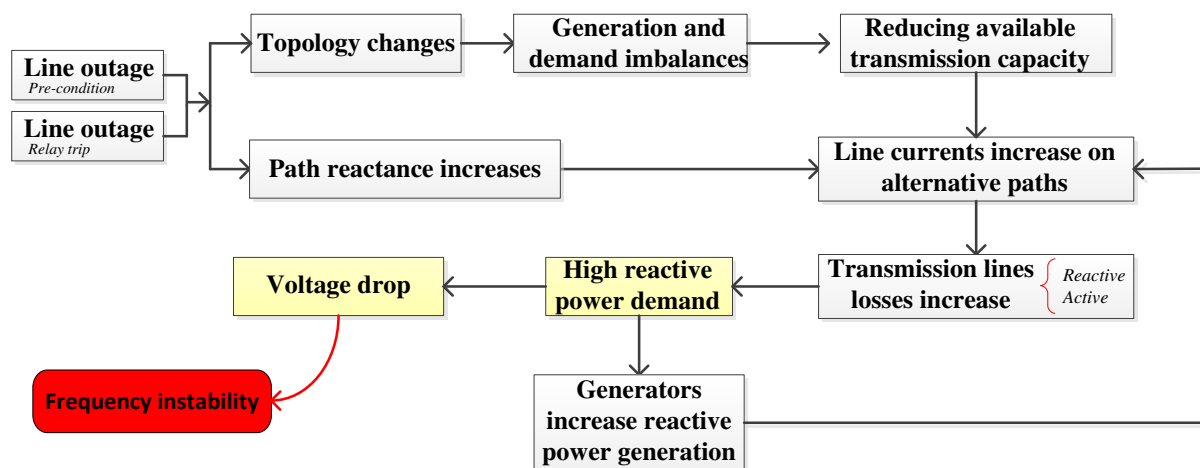 Line outage
Pre-condition
Line outage
Relay trip
Topology changes
Generation and
demand imbalances
Reducing available
transmission capacity
Path reactance increases
Line currents increase on
alternative paths
Transmission lines
losses increase
Reactive
Active
High reactive
power demand
Voltage drop
Frequency instability
Generators
increase reactive
power generation